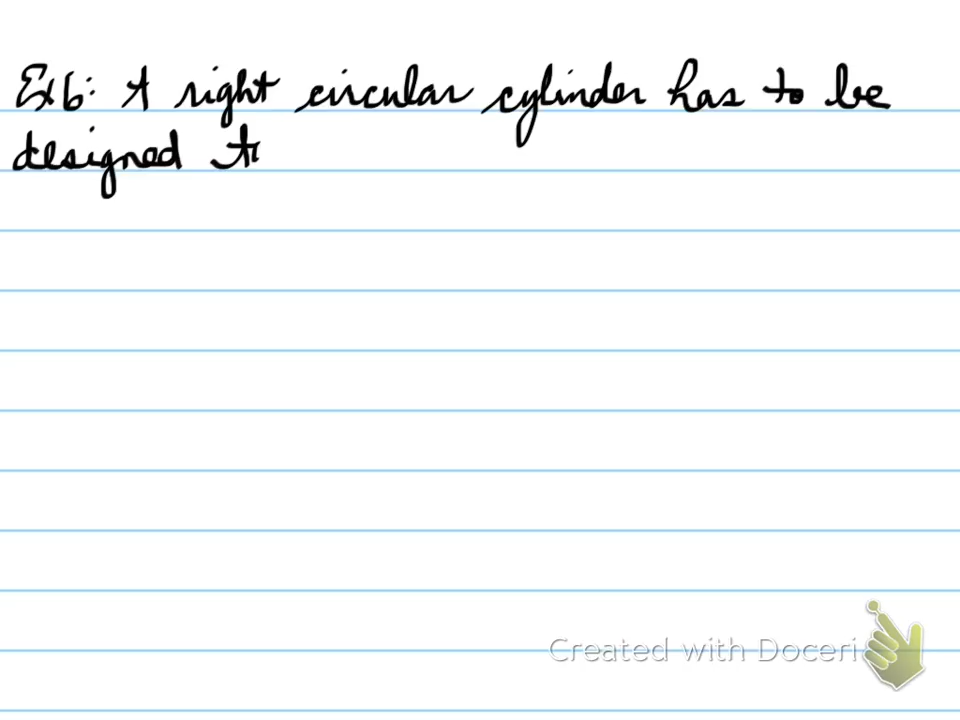 Ex6: A right circular cylinder has to be
designed
Created with Doceri